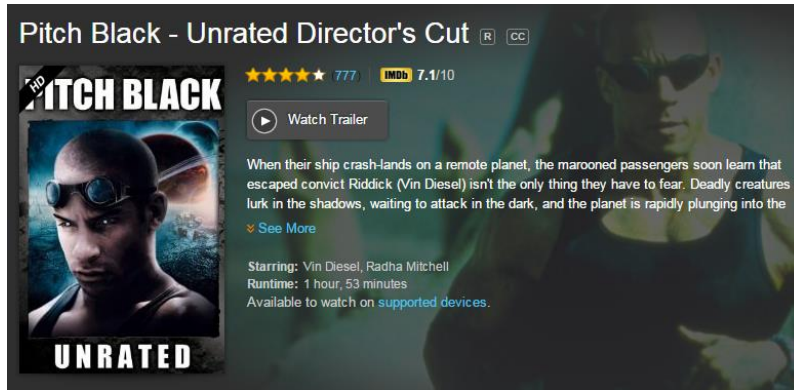 Pitch Black - Unrated Director's Cut R CC
HD
PITCH BLACK
UNRATED
(777) IMDb 7.1/10
Watch Trailer
When their ship crash-lands on a remote planet, the marooned passengers soon learn that
escaped convict Riddick (Vin Diesel) isn't the only thing they have to fear. Deadly creatures
lurk in the shadows, waiting to attack in the dark, and the planet is rapidly plunging into the
See More
Starring: Vin Diesel, Radha Mitchell
Runtime: 1 hour, 53 minutes
Available to watch on supported devices.